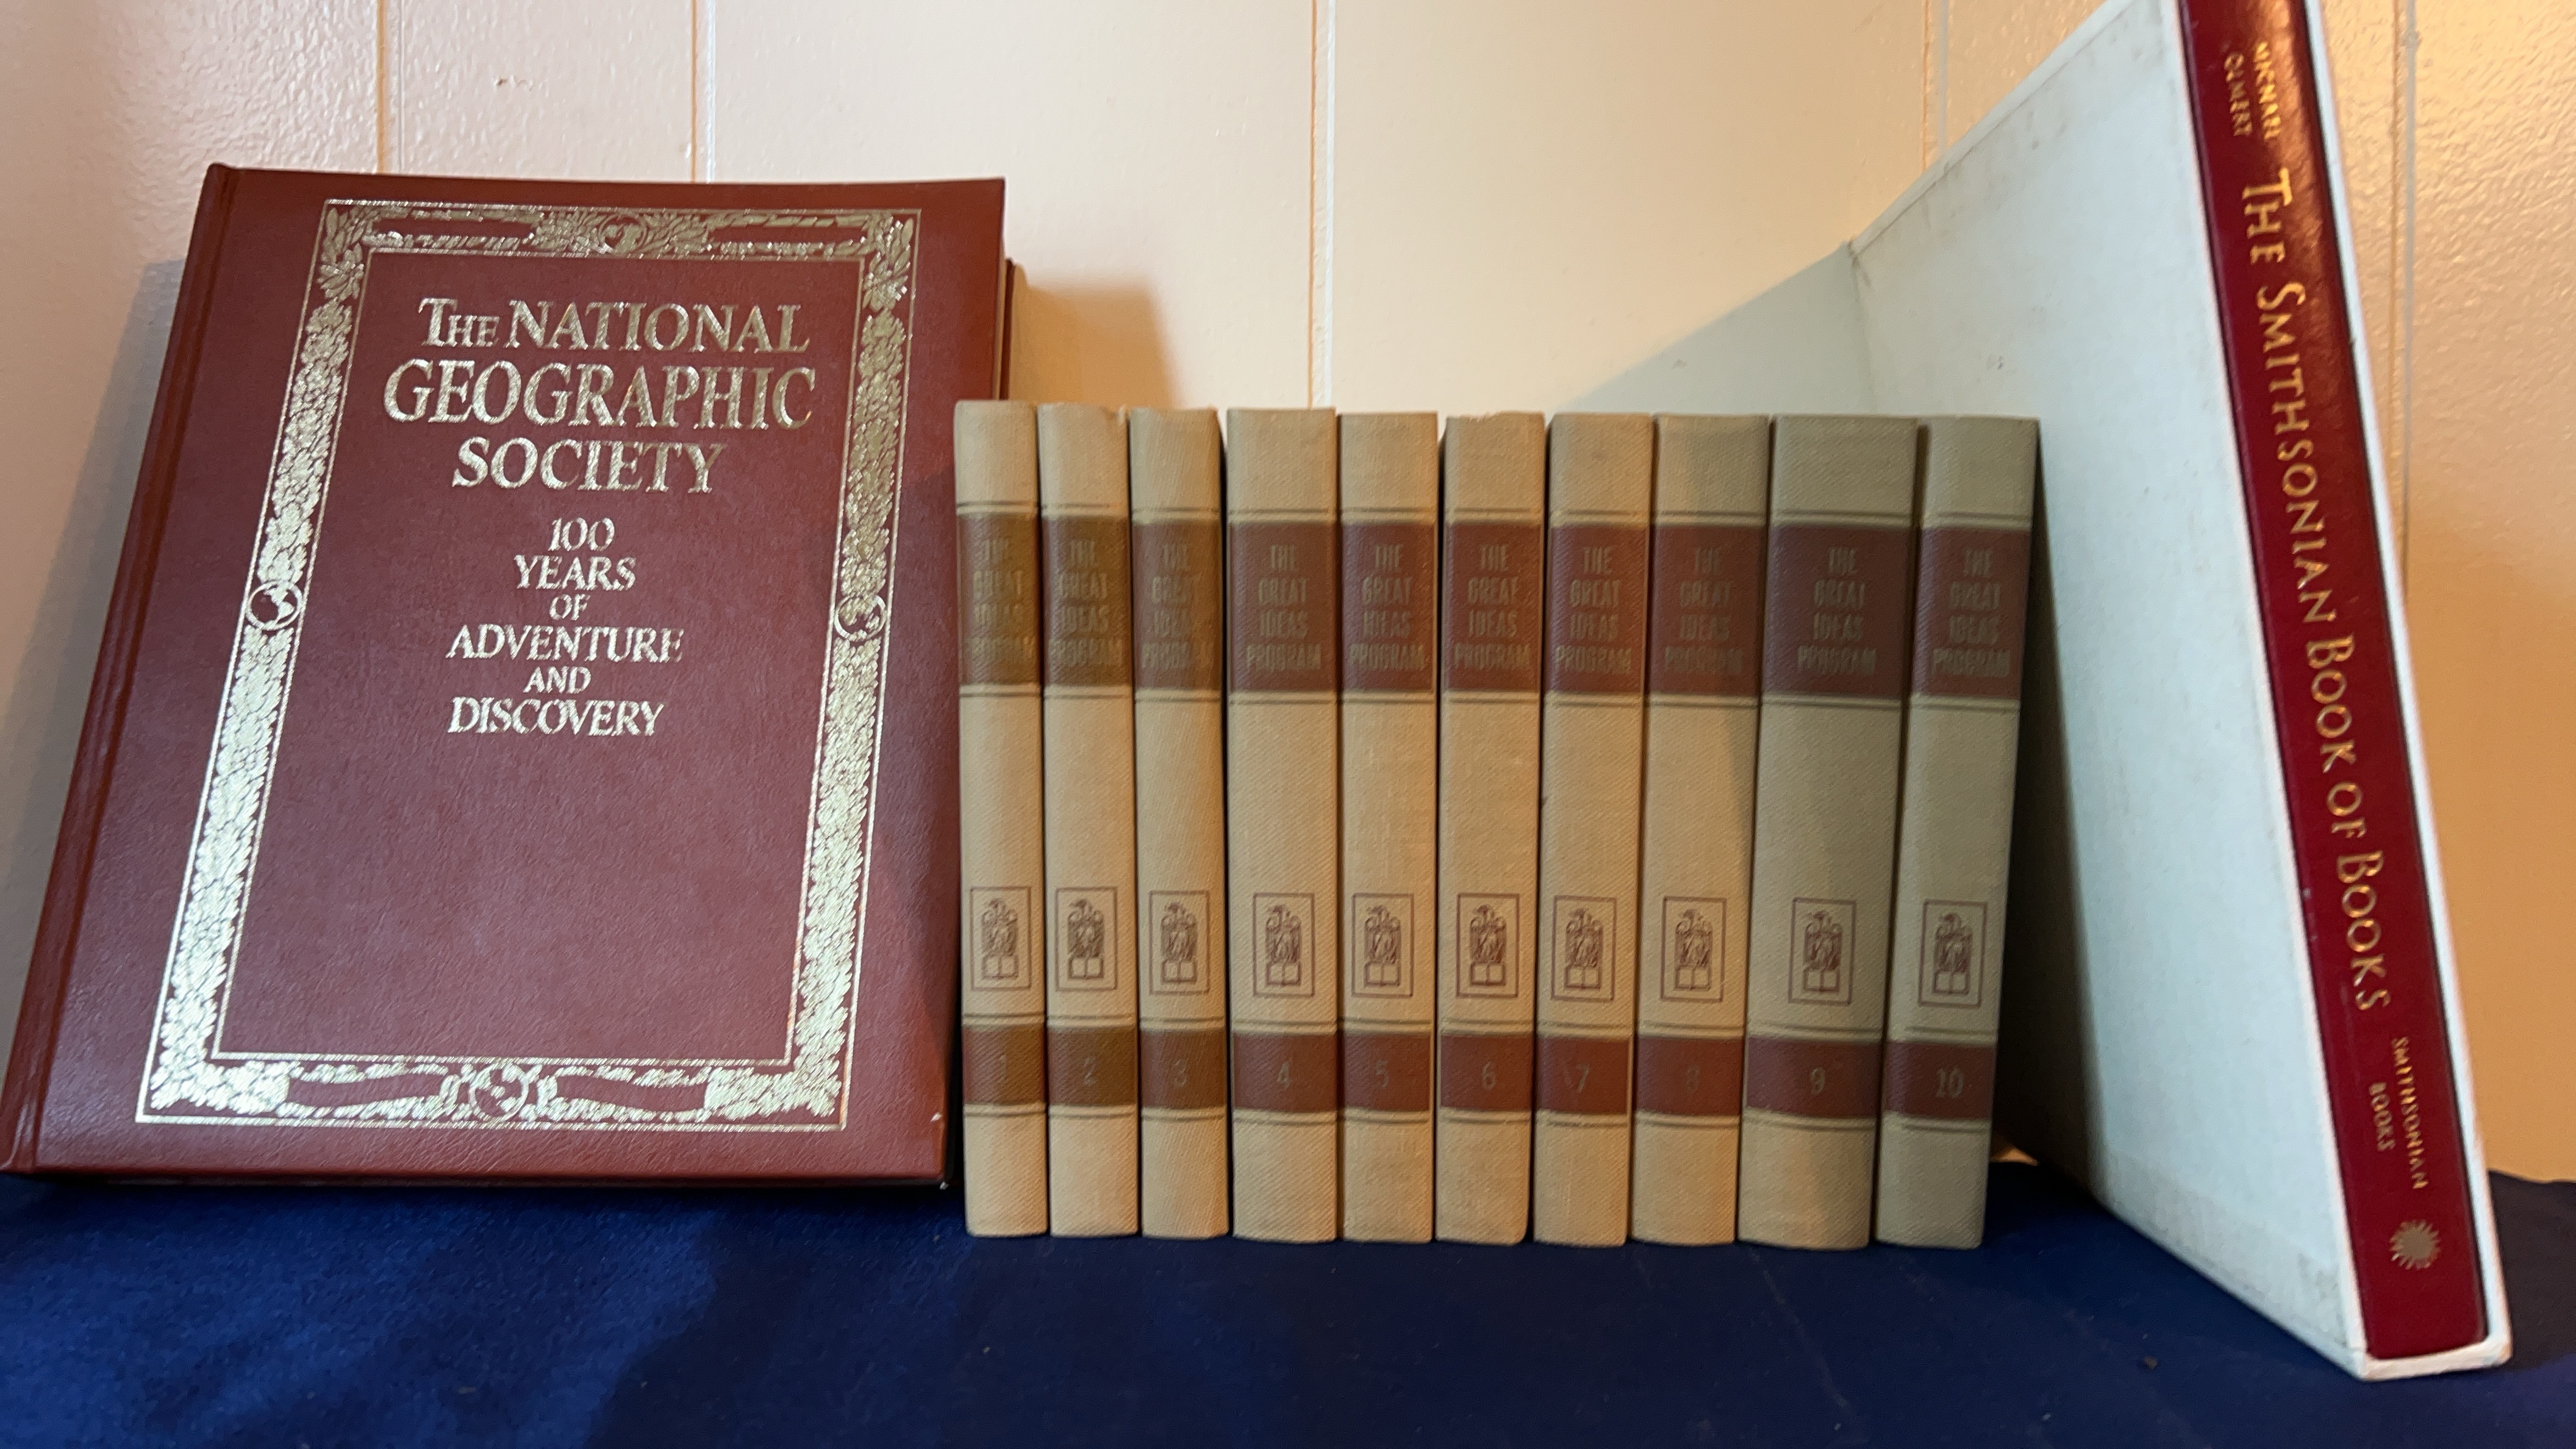 THE NATIONAL
GEOGRAPHIC
SOCIETY
100
YEARS
OF
ADVENTURE
AND
DISCOVERY
THE
GREAT
IDEAS
PROGRAM
1
THE
GREAT
IDEAS
PROGRAM
2
THE
GREAT
IDEAS
PROGRAM
3
THE
GREAT
IDEAS
PROGRAM
4
THE
GREAT
IDEAS
PROGRAM
5
THE
GREAT
IDEAS
PROGRAM
6
THE
GREAT
IDEAS
PROGRAM
7
THE
GREAT
IDEAS
PROGRAM
8
THE
GREAT
IDEAS
PROGRAM
9
THE
GREAT
IDEAS
PROGRAM
10
MICHAEL
OLMERT
THE SMITHSONIAN BOOK OF BOOKS
SMITHSONIAN
BOOKS